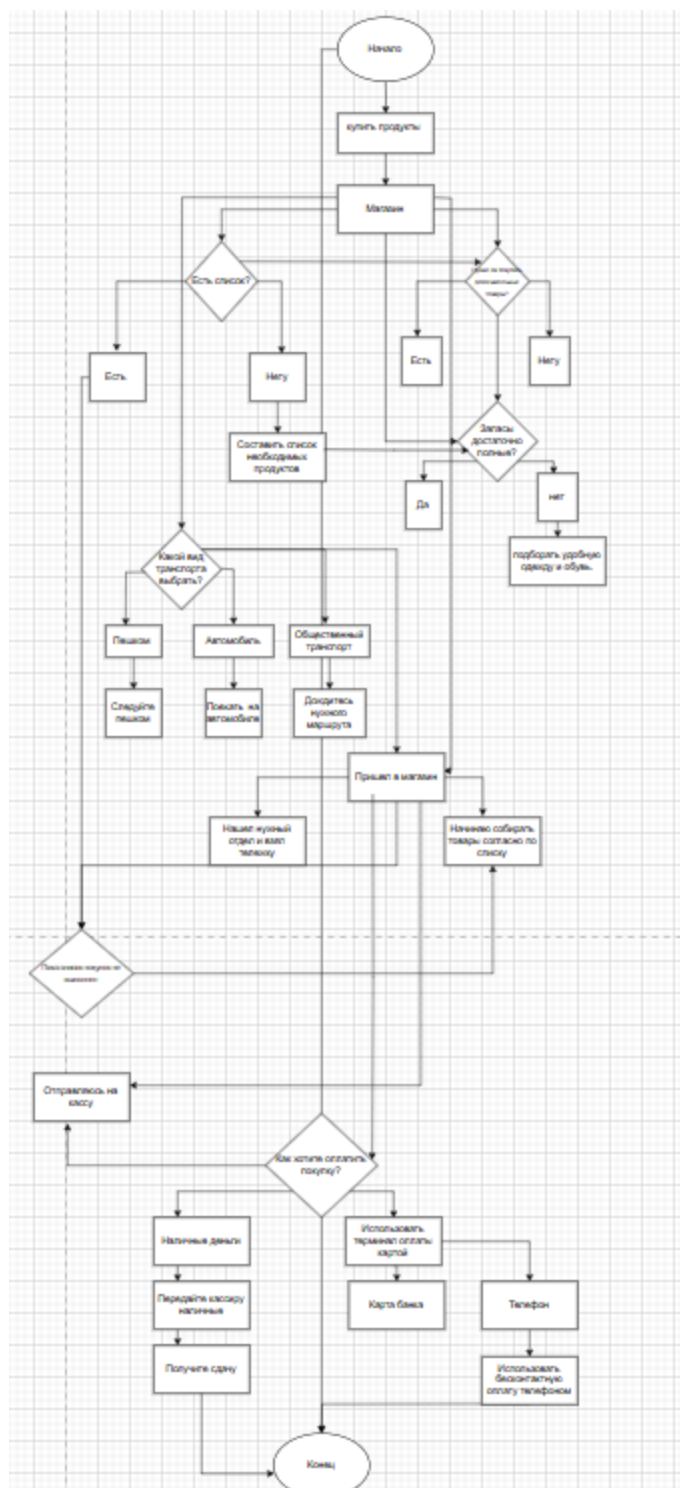 Начало
купить продукты
Магазин
Есть список?
товары?
Есть
Нету
Есть
Нету
Составить список
необходимых
продуктов
Запасы
достаточно
полные?
Да
нет
подборать удобную
одежду и обувь.
Какой вид
транспорта
выбрать?
Пешком
Автомобиль
Общественный
транспорт
Следуйте
пешком
Поехать на
автомобиле
Дождитесь
нужного
маршрута
Пришел в магазин
Нашел нужный
отдел и взял
тележку
Начинаю собирать
товары согласно по
списку
Отправляюсь на
кассу
Как хотите оплатить
покупку?
Наличные деньги
Использовать
терминал оплаты
картой
Передайте кассиру
наличные
Карта банка
Телефон
Получите сдачу
Использовать
бесконтактную
оплату телефоном
Конец